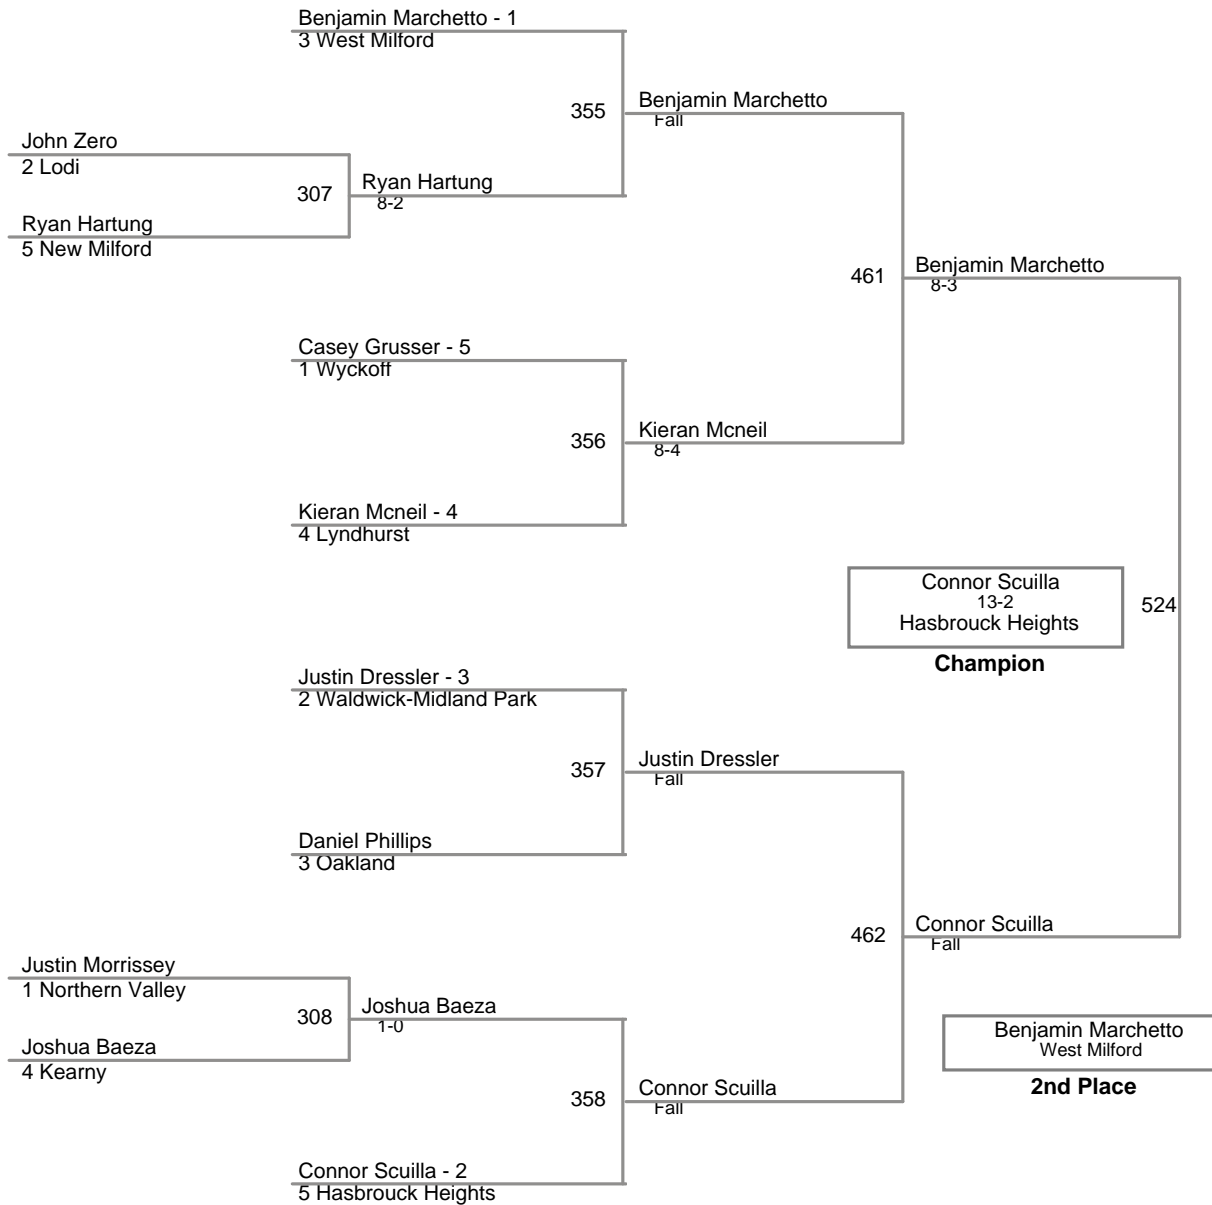 Benjamin Marchetto - 1
3 West Milford
355
Benjamin Marchetto
Fall
John Zero
2 Lodi
307
Ryan Hartung
8-2
Ryan Hartung
5 New Milford
461
Benjamin Marchetto
8-3
Casey Grusser - 5
1 Wyckoff
356
Kieran Mcneil
8-4
Kieran Mcneil - 4
4 Lyndhurst
Connor Scuilla
13-2
Hasbrouck Heights
Champion
524
Justin Dressler - 3
2 Waldwick-Midland Park
357
Justin Dressler
Fall
Daniel Phillips
3 Oakland
462
Connor Scuilla
Fall
Justin Morrissey
1 Northern Valley
308
Joshua Baeza
1-0
Joshua Baeza
4 Kearny
358
Connor Scuilla
Fall
Benjamin Marchetto
West Milford
2nd Place
Connor Scuilla - 2
5 Hasbrouck Heights